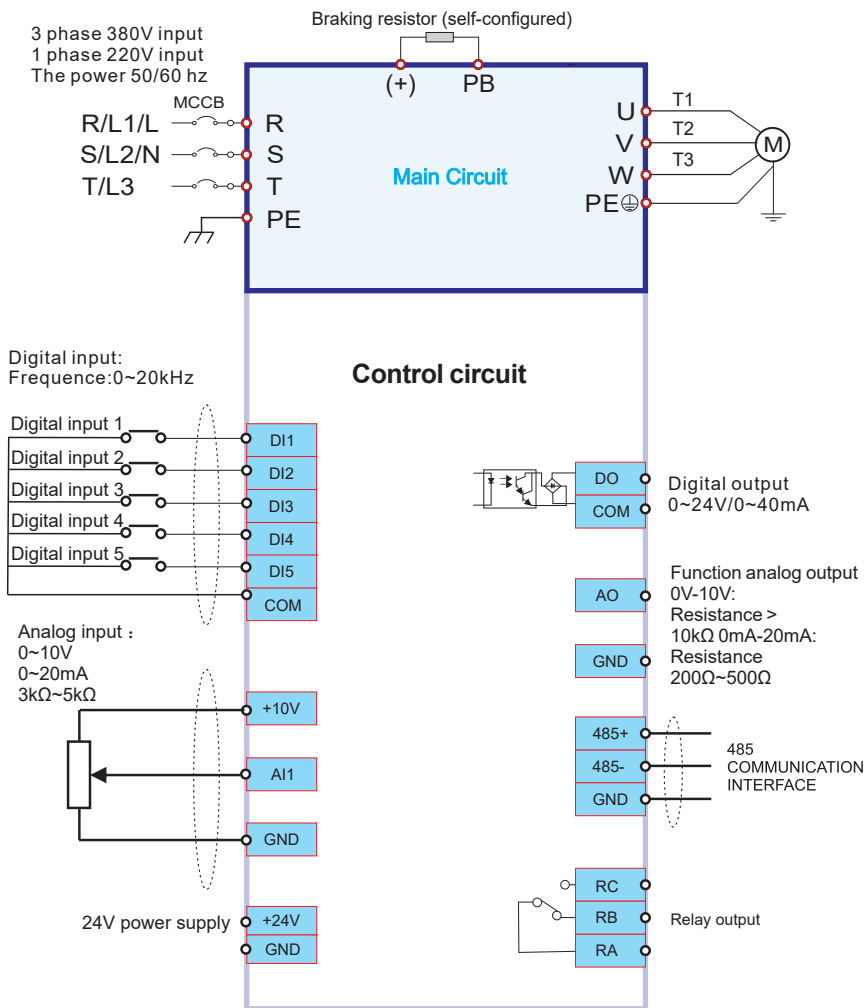 Braking resistor (self-configured)
3 phase 380V input
1 phase 220V input
The power 50/60 hz
(+)
PB
MCCB
R/L1/L
R
S/L2/N
S
T/L3
T
PE
Main Circuit
U
T1
V
T2
W
T3
PE
M
Digital input:
Frequence:0~20kHz
Control circuit
Digital input 1
DI1
Digital input 2
DI2
Digital input 3
DI3
Digital input 4
DI4
Digital input 5
DI5
COM
DO
COM
Digital output
0~24V/0~40mA
AO
GND
Function analog output
0V-10V:
Resistance >
10kΩ 0mA-20mA:
Resistance
200Ω~500Ω
Analog input :
0~10V
0~20mA
3kΩ~5kΩ
+10V
AI1
GND
485+
485-
GND
485
COMMUNICATION
INTERFACE
24V power supply
+24V
GND
RC
RB
RA
Relay output